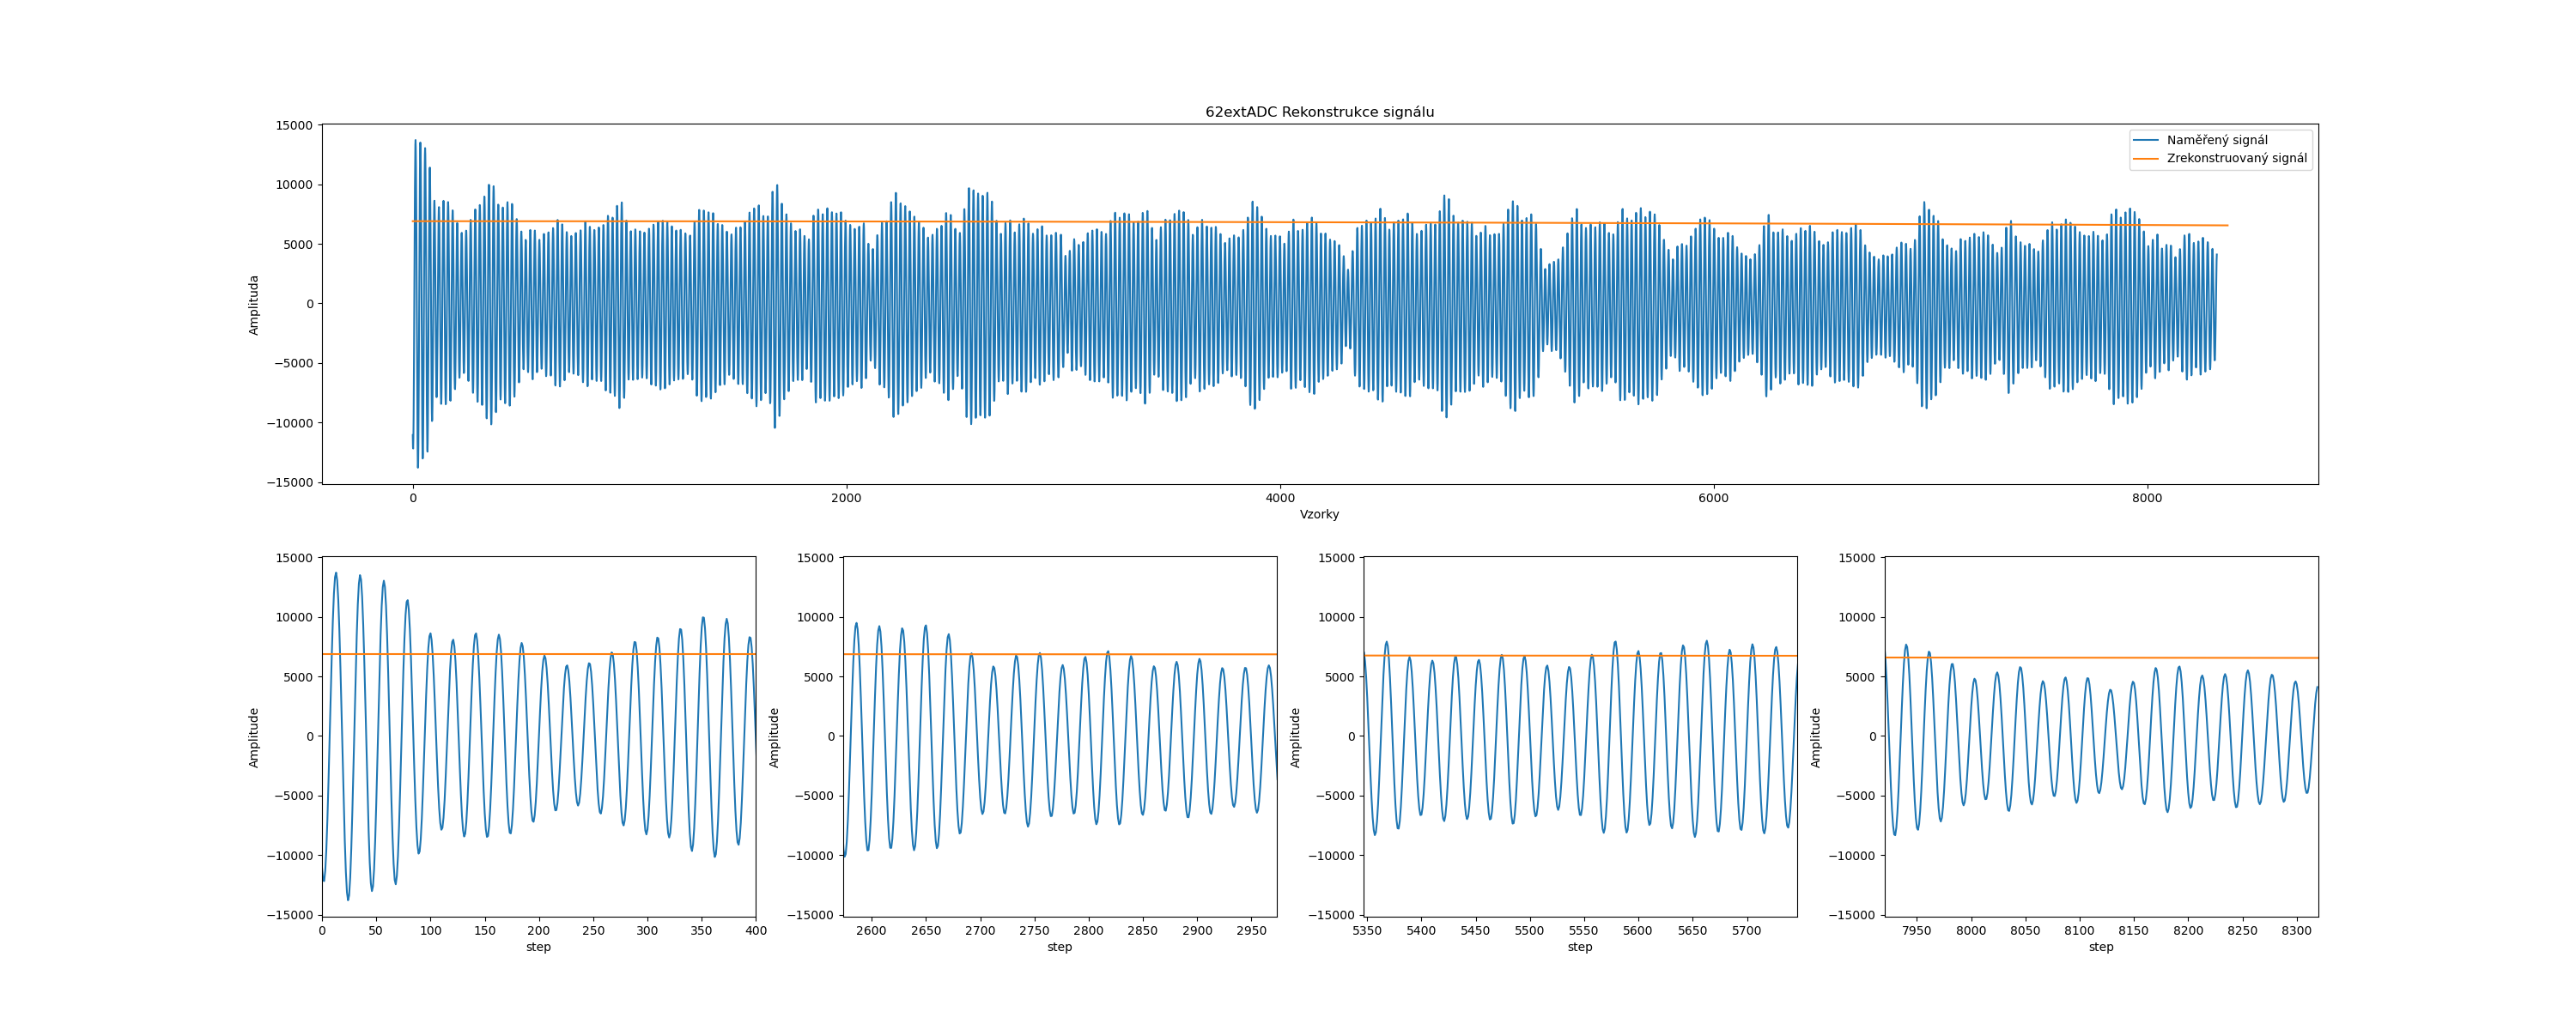 62extADC Rekonstrukce signálu
15000
10000
5000
0
−5000
−10000
−15000
Amplituda
Naměřený signál
Zrekonstruovaný signál
0 2000 4000 6000 8000
Vzorky
15000
10000
5000
0
−5000
−10000
−15000
Amplitude
0 50 100 150 200 250 300 350 400
step
15000
10000
5000
0
−5000
−10000
−15000
Amplitude
2600 2650 2700 2750 2800 2850 2900 2950
step
15000
10000
5000
0
−5000
−10000
−15000
Amplitude
5350 5400 5450 5500 5550 5600 5650 5700
step
15000
10000
5000
0
−5000
−10000
−15000
Amplitude
7950 8000 8050 8100 8150 8200 8250 8300
step